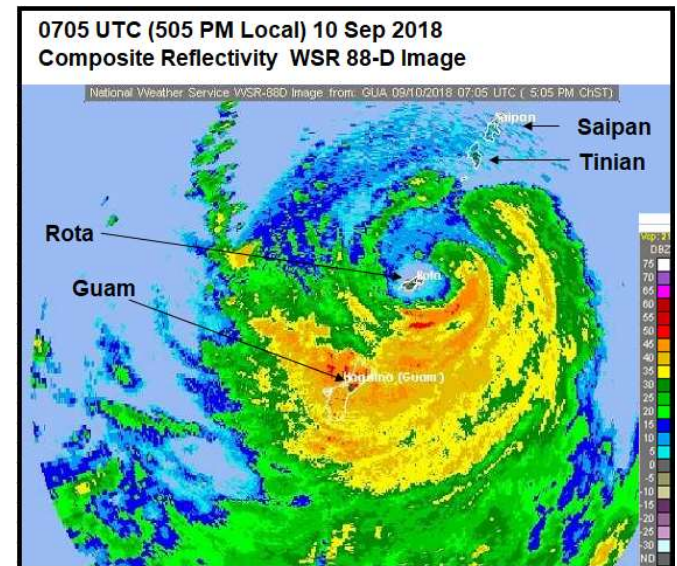 0705 UTC (505 PM Local) 10 Sep 2018
Composite Reflectivity WSR 88-D Image
National Weather Service WSR-88D Image from: GUA 09/10/2018 07:05 UTC ( 5:05 PM ChST)
Saipan
Saipan
Tinian
Rota
Rota
Guam
Hagatna (Guam)
DBZ
75
70
65
60
55
50
45
40
35
30
25
20
15
10
5
0
-5
-10
-15
-20
-25
-30
ND